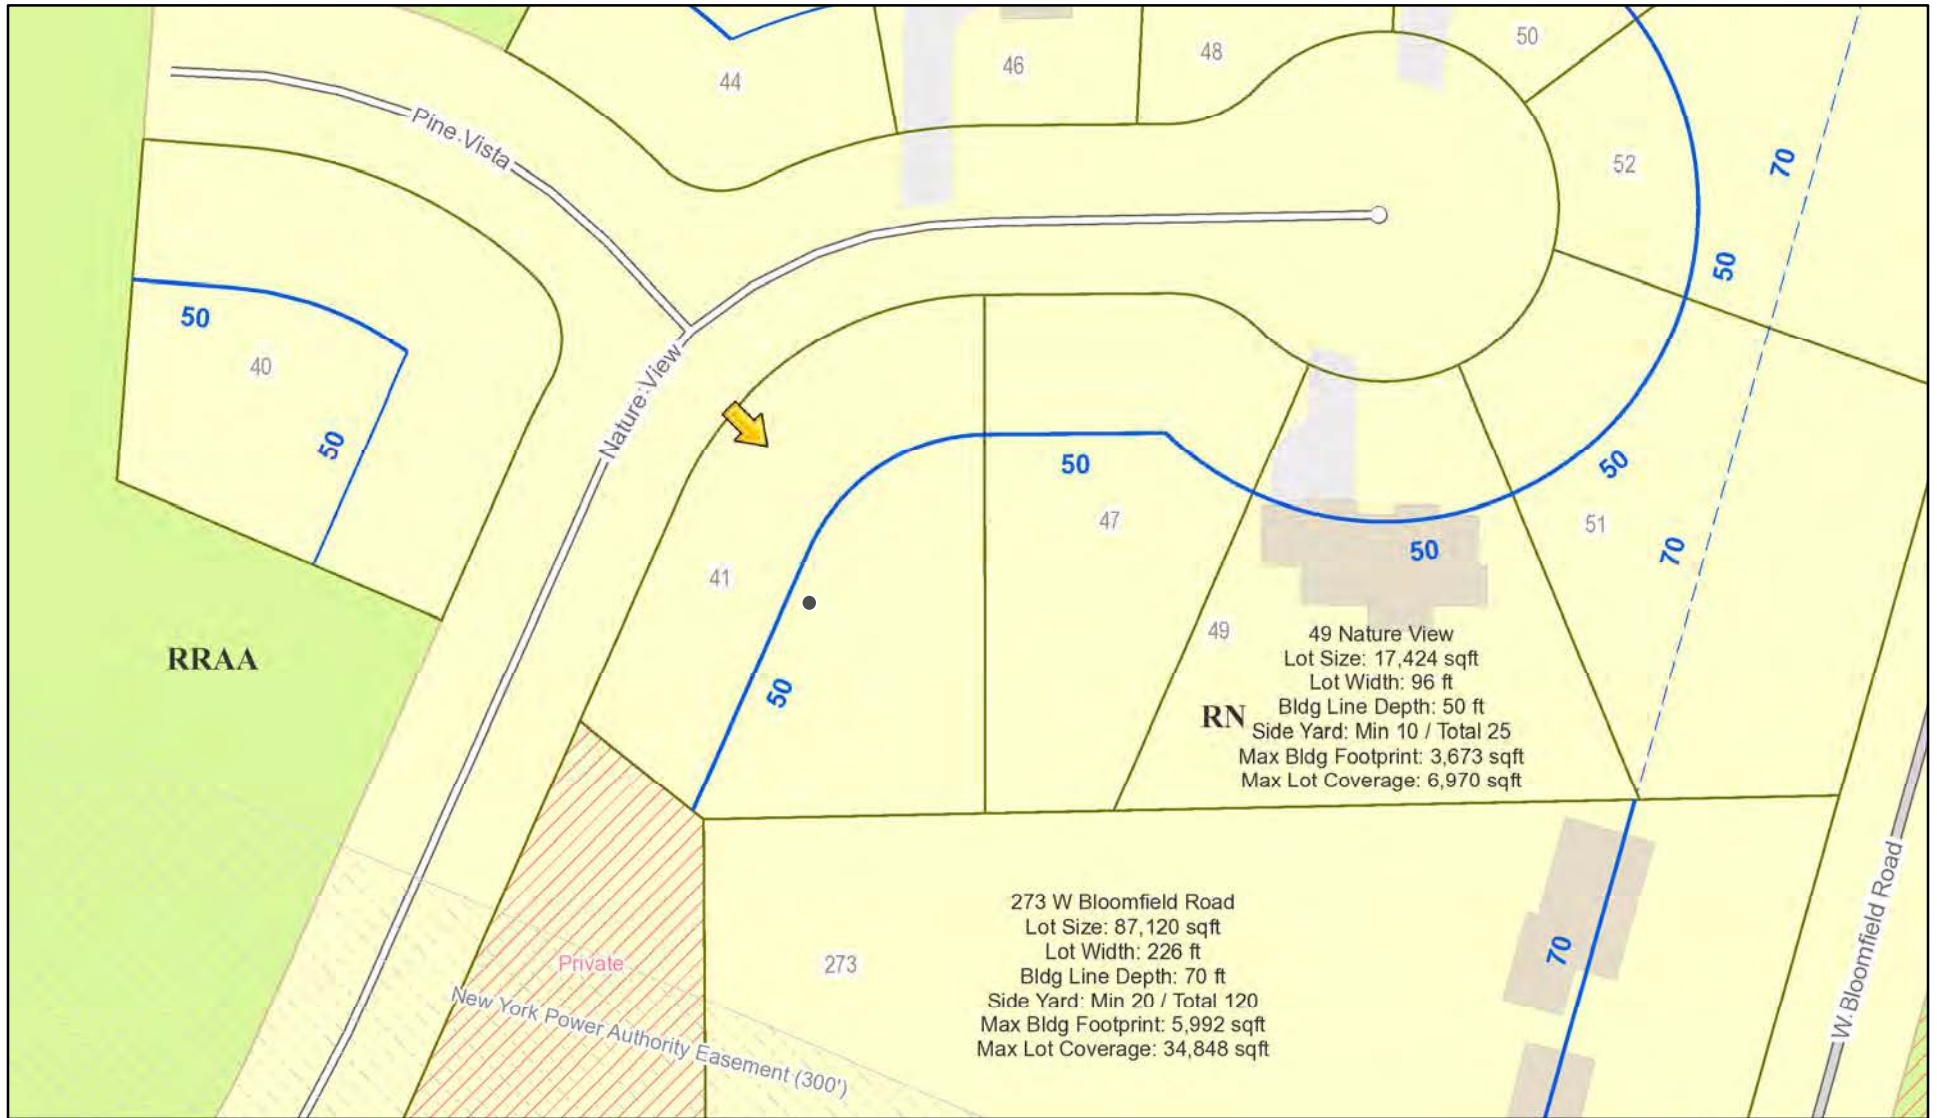 50
48
46
44
Pine Vista
52
70
50
50
40
50
Nature View
50
50
47
51
50
70
41
49
RRAA
50
49 Nature View
Lot Size: 17,424 sqft
Lot Width: 96 ft
RN
Bldg Line Depth: 50 ft
Side Yard: Min 10 / Total 25
Max Bldg Footprint: 3,673 sqft
Max Lot Coverage: 6,970 sqft
273 W Bloomfield Road
Lot Size: 87,120 sqft
Lot Width: 226 ft
Bldg Line Depth: 70 ft
Side Yard: Min 20 / Total 120
Max Bldg Footprint: 5,992 sqft
Max Lot Coverage: 34,848 sqft
273
70
W Bloomfield Road
Private
New York Power Authority Easement (300')